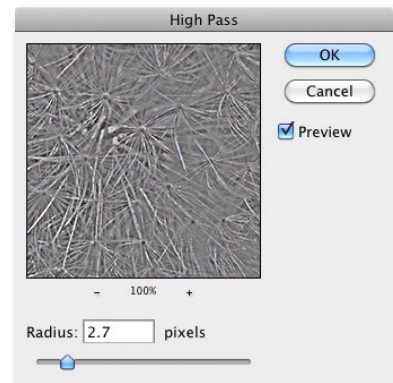 High Pass
OK
Cancel
Preview
- 100% +
Radius: 2.7 pixels